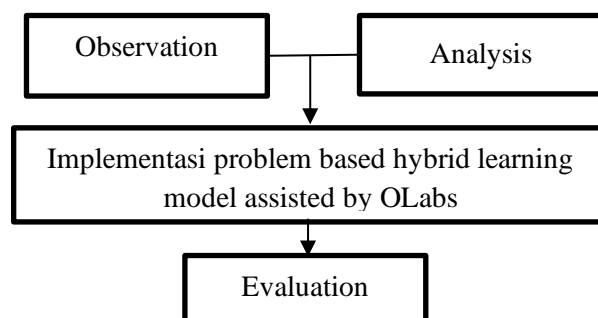 Observation
Analysis
Implementasi problem based hybrid learning
model assisted by OLabs
Evaluation